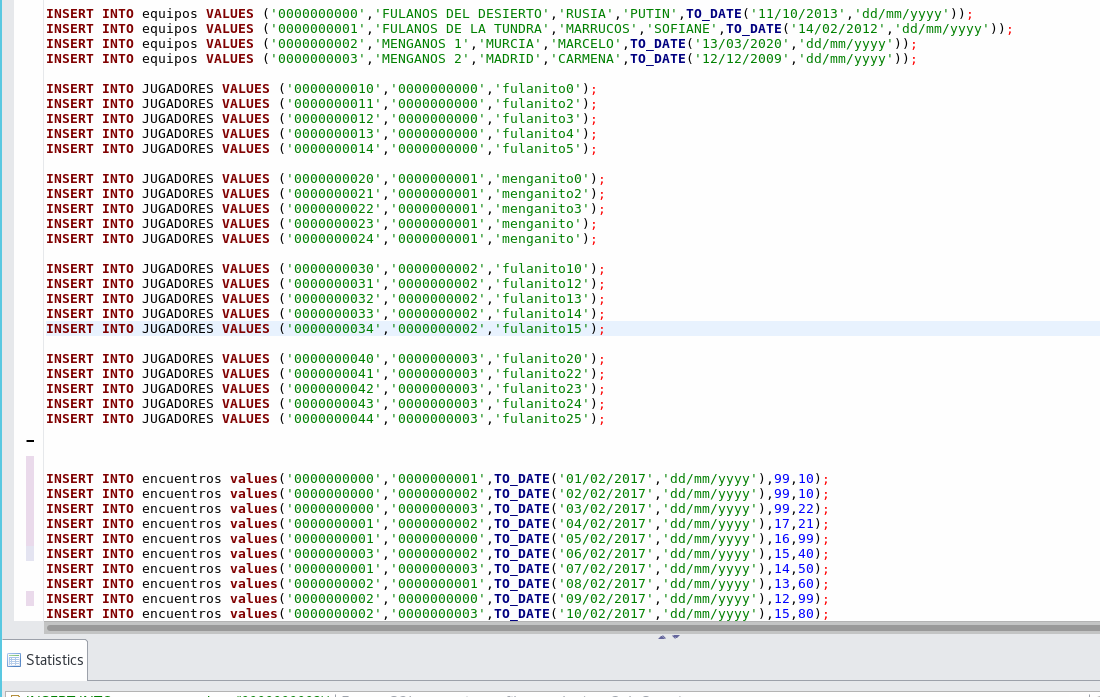 INSERT INTO equipos VALUES ('0000000000','FULANOS DEL DESIERTO','RUSIA','PUTIN',TO_DATE('11/10/2013','dd/mm/yyyy'));
INSERT INTO equipos VALUES ('0000000001','FULANOS DE LA TUNDRA','MARRUCOS','SOFIANE',TO_DATE('14/02/2012','dd/mm/yyyy'));
INSERT INTO equipos VALUES ('0000000002','MENGANOS 1','MURCIA','MARCELO',TO_DATE('13/03/2020','dd/mm/yyyy'));
INSERT INTO equipos VALUES ('0000000003','MENGANOS 2','MADRID','CARMENA',TO_DATE('12/12/2009','dd/mm/yyyy'));
INSERT INTO JUGADORES VALUES ('0000000010','0000000000','fulanito0');
INSERT INTO JUGADORES VALUES ('0000000011','0000000000','fulanito2');
INSERT INTO JUGADORES VALUES ('0000000012','0000000000','fulanito3');
INSERT INTO JUGADORES VALUES ('0000000013','0000000000','fulanito4');
INSERT INTO JUGADORES VALUES ('0000000014','0000000000','fulanito5');
INSERT INTO JUGADORES VALUES ('0000000020','0000000001','menganito0');
INSERT INTO JUGADORES VALUES ('0000000021','0000000001','menganito2');
INSERT INTO JUGADORES VALUES ('0000000022','0000000001','menganito3');
INSERT INTO JUGADORES VALUES ('0000000023','0000000001','menganito');
INSERT INTO JUGADORES VALUES ('0000000024','0000000001','menganito');
INSERT INTO JUGADORES VALUES ('0000000030','0000000002','fulanito10');
INSERT INTO JUGADORES VALUES ('0000000031','0000000002','fulanito12');
INSERT INTO JUGADORES VALUES ('0000000032','0000000002','fulanito13');
INSERT INTO JUGADORES VALUES ('0000000033','0000000002','fulanito14');
INSERT INTO JUGADORES VALUES ('0000000034','0000000002','fulanito15');
INSERT INTO JUGADORES VALUES ('0000000040','0000000003','fulanito20');
INSERT INTO JUGADORES VALUES ('0000000041','0000000003','fulanito22');
INSERT INTO JUGADORES VALUES ('0000000042','0000000003','fulanito23');
INSERT INTO JUGADORES VALUES ('0000000043','0000000003','fulanito24');
INSERT INTO JUGADORES VALUES ('0000000044','0000000003','fulanito25');
INSERT INTO encuentros values('0000000000','0000000001',TO_DATE('01/02/2017','dd/mm/yyyy'),99,10);
INSERT INTO encuentros values('0000000000','0000000002',TO_DATE('02/02/2017','dd/mm/yyyy'),99,10);
INSERT INTO encuentros values('0000000000','0000000003',TO_DATE('03/02/2017','dd/mm/yyyy'),99,22);
INSERT INTO encuentros values('0000000001','0000000002',TO_DATE('04/02/2017','dd/mm/yyyy'),17,21);
INSERT INTO encuentros values('0000000001','0000000000',TO_DATE('05/02/2017','dd/mm/yyyy'),16,99);
INSERT INTO encuentros values('0000000003','0000000002',TO_DATE('06/02/2017','dd/mm/yyyy'),15,40);
INSERT INTO encuentros values('0000000001','0000000003',TO_DATE('07/02/2017','dd/mm/yyyy'),14,50);
INSERT INTO encuentros values('0000000002','0000000001',TO_DATE('08/02/2017','dd/mm/yyyy'),13,60);
INSERT INTO encuentros values('0000000002','0000000000',TO_DATE('09/02/2017','dd/mm/yyyy'),12,99);
INSERT INTO encuentros values('0000000002','0000000003',TO_DATE('10/02/2017','dd/mm/yyyy'),15,80);
Statistics